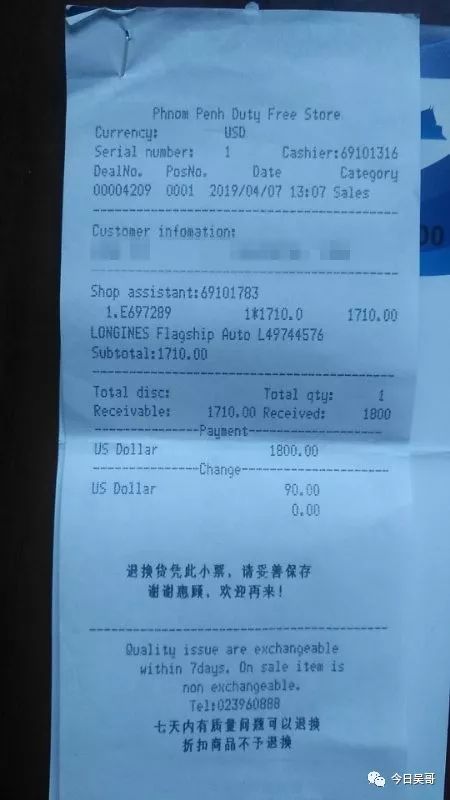 Phnom Penh Duty Free Store
Currency: USD
Serial number: 1 Cashier:69101316
DealNo. PosNo. Date Category
00004209 0001 2019/04/07 13:07 Sales
Customer infomation:
Shop assistant:69101783
1.E697289 1*1710.0 1710.00
LONGINES Flagship Auto L49744576
Subtotal:1710.00
Total disc: Total qty: 1
Receivable: 1710.00 Received: 1800
Payment
US Dollar 1800.00
Change
US Dollar 90.00
0.00
退换货凭此小票，请妥善保存
谢谢惠顾，欢迎再来！
Quality issue are exchangeable
within 7days. On sale item is
non exchangeable.
Tel:023960888
七天内有质量问题可以退换
折扣商品不予退换
00
今日吴哥